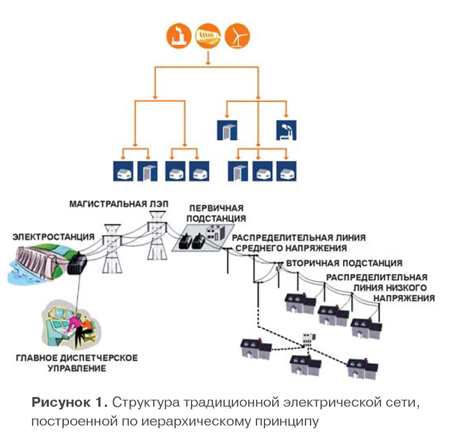 МАГИСТРАЛЬНАЯ ЛЭП
ПЕРВИЧНАЯ
ПОДСТАНЦИЯ
ЭЛЕКТРОСТАНЦИЯ
РАСПРЕДЕЛИТЕЛЬНАЯ ЛИНИЯ
СРЕДНЕГО НАПРЯЖЕНИЯ
ВТОРИЧНАЯ ПОДСТАНЦИЯ
РАСПРЕДЕЛИТЕЛЬНАЯ
ЛИНИЯ НИЗКОГО
НАПРЯЖЕНИЯ
ГЛАВНОЕ ДИСПЕТЧЕРСКОЕ
УПРАВЛЕНИЕ
Рисунок 1. Структура традиционной электрической сети,
построенной по иерархическому принципу